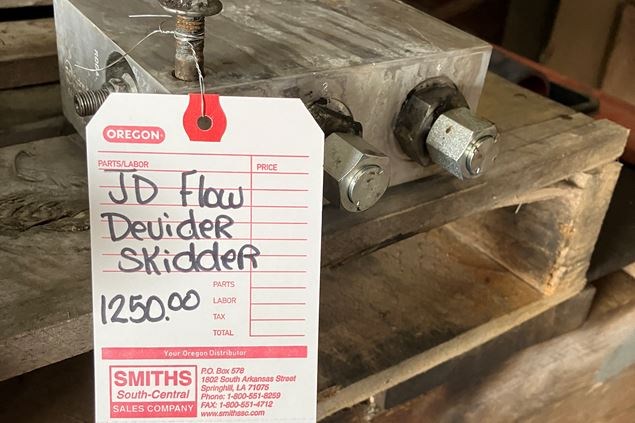 OREGON
PARTS/LABOR PRICE
JD Flow
Devider
Skidder
1250.00
PARTS
LABOR
TAX
TOTAL
Your Oregon Distributor
SMITHS
South-Central
SALES COMPANY
P.O. Box 578
1802 South Arkansas Street
Springhill, LA 71075
Phone: 1-800-551-8259
FAX: 1-800-551-4712
www.smithssc.com